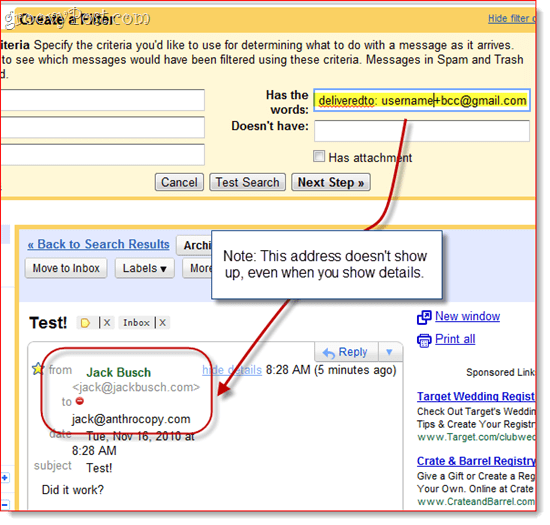 groovyPost.com
Create a Filter
Hide filter
iteria Specify the criteria you'd like to use for determining what to do with a message as it arrives.
to see which messages would have been filtered using these criteria. Messages in Spam and Trash
d.
Has the words:
deliveredto: username+bcc@gmail.com
Doesn't have:
Has attachment
Cancel
Test Search
Next Step »
« Back to Search Results
Archi
Move to Inbox
Labels ▾
More
Note: This address doesn't show
up, even when you show details.
Test!
Inbox
X
New window
Print all
Reply
from Jack Busch
<jack@jackbusch.com>
hide details 8:28 AM (5 minutes ago)
to
jack@anthrocopy.com
date Tue, Nov 16, 2010 at
8:28 AM
subject Test!
Did it work?
Sponsored Link
Target Wedding Regist
Check Out Target's Wedd
Tips & Create Your Regist
www.Target.com/clubwed
Crate & Barrel Registry
Give a Gift or Create a Reg
Your Own. Online at Crate
www.CrateandBarrel.com